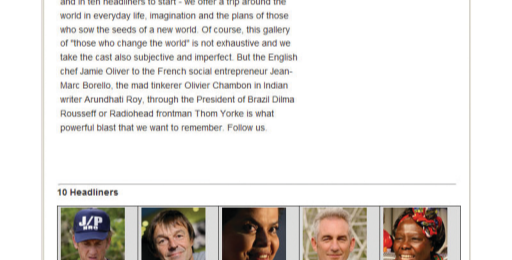 and in ten headliners to start - we offer a trip around the
world in everyday life, imagination and the plans of those
who sow the seeds of a new world. Of course, this gallery
of "those who change the world" is not exhaustive and we
take the cast also subjective and imperfect. But the English
chef Jamie Oliver to the French social entrepreneur Jean-
Marc Borello, the mad tinkerer Olivier Chambon in Indian
writer Arundhati Roy, through the President of Brazil Dilma
Rousseff or Radiohead frontman Thom Yorke is what
powerful blast that we want to remember. Follow us.
10 Headliners
J/P